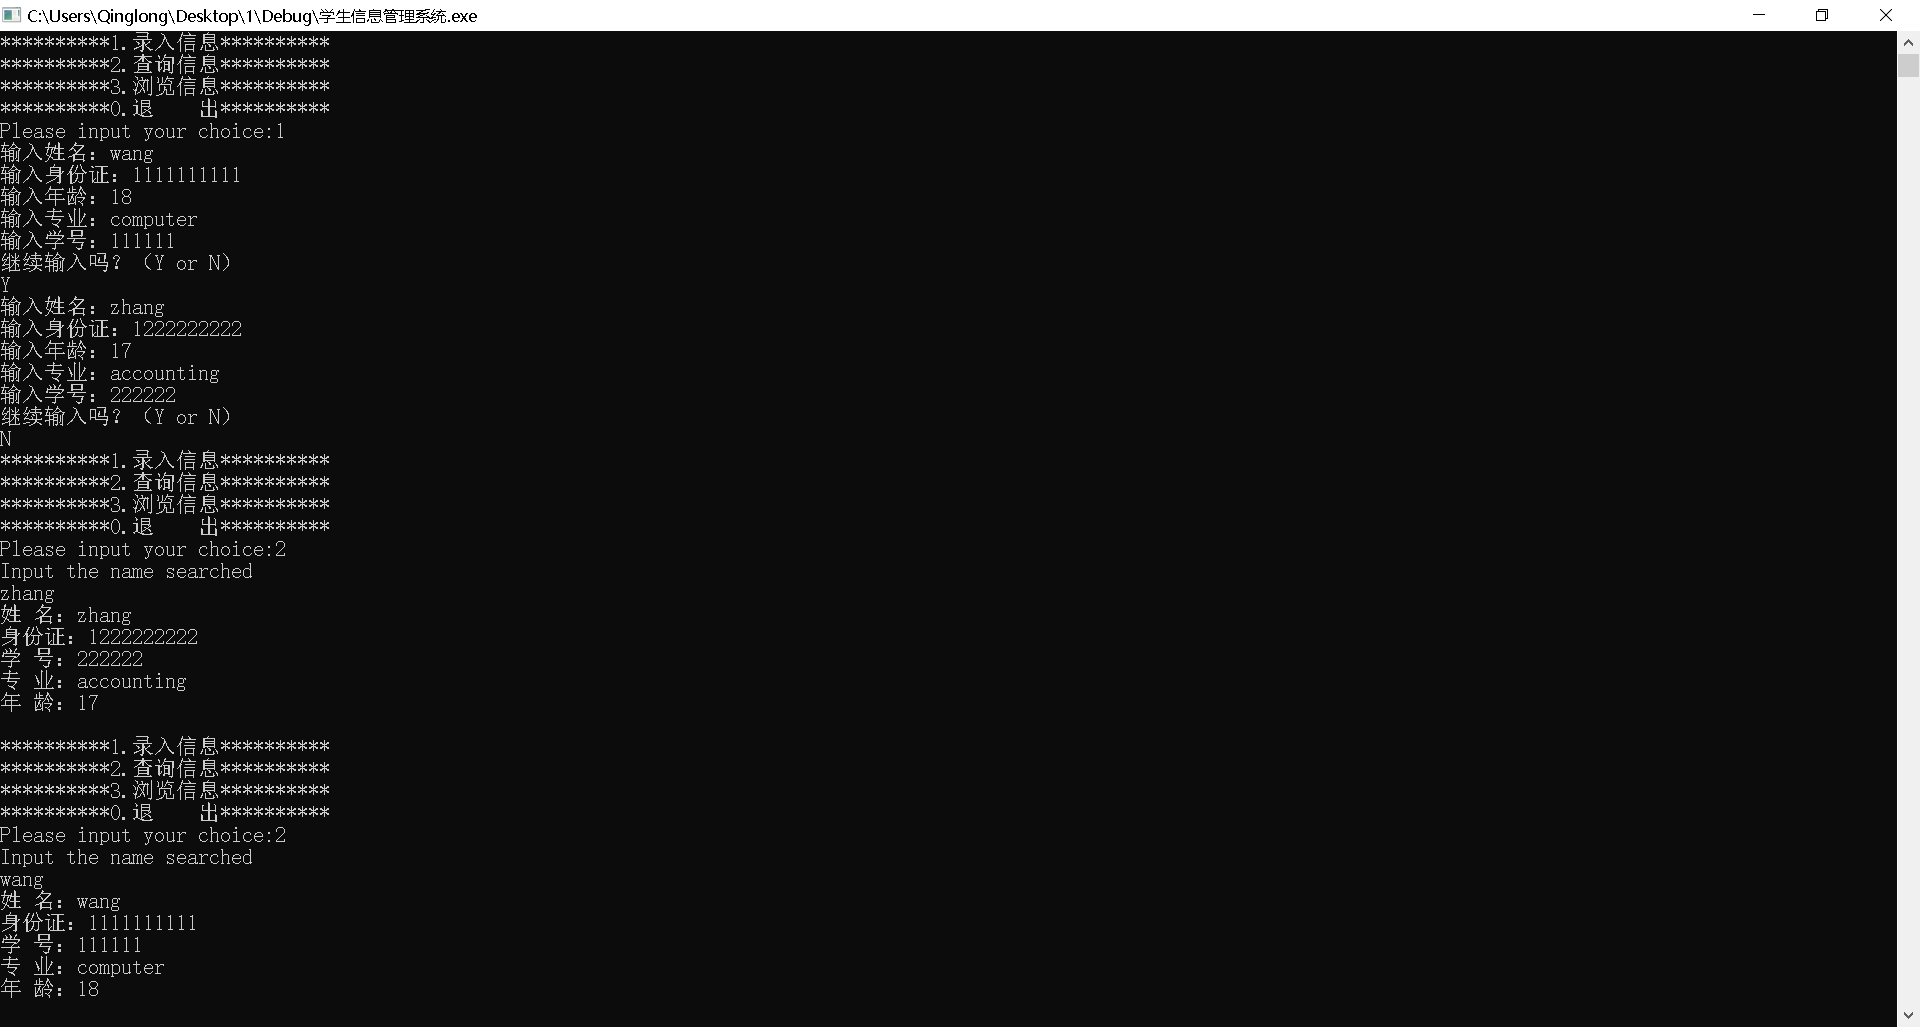 C:\Users\Qinglong\Desktop\1\Debug\学生信息管理系统.exe
**********1.录入信息**********
**********2.查询信息**********
**********3.浏览信息**********
**********0.退    出**********
Please input your choice:1
输入姓名：wang
输入身份证：1111111111
输入年龄：18
输入专业：computer
输入学号：111111
继续输入吗？（Y or N）
Y
输入姓名：zhang
输入身份证：1222222222
输入年龄：17
输入专业：accounting
输入学号：222222
继续输入吗？（Y or N）
N
**********1.录入信息**********
**********2.查询信息**********
**********3.浏览信息**********
**********0.退    出**********
Please input your choice:2
Input the name searched
zhang
姓 名：zhang
身份证：1222222222
学 号：222222
专 业：accounting
年 龄：17
**********1.录入信息**********
**********2.查询信息**********
**********3.浏览信息**********
**********0.退    出**********
Please input your choice:2
Input the name searched
wang
姓 名：wang
身份证：1111111111
学 号：111111
专 业：computer
年 龄：18